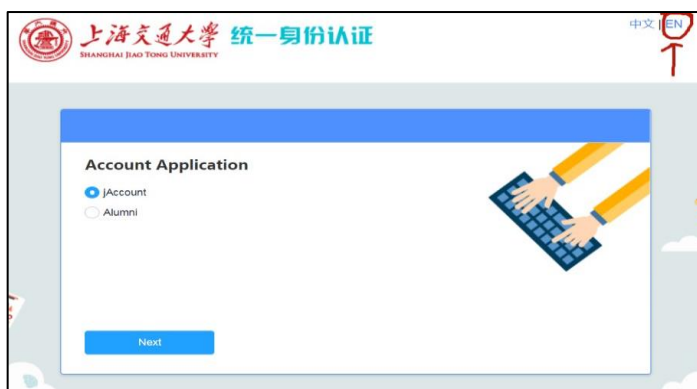 上海交通大學 统一身份认证
SHANGHAI JIAO TONG UNIVERSITY
中文 | EN
Account Application
jAccount
Alumni
Next